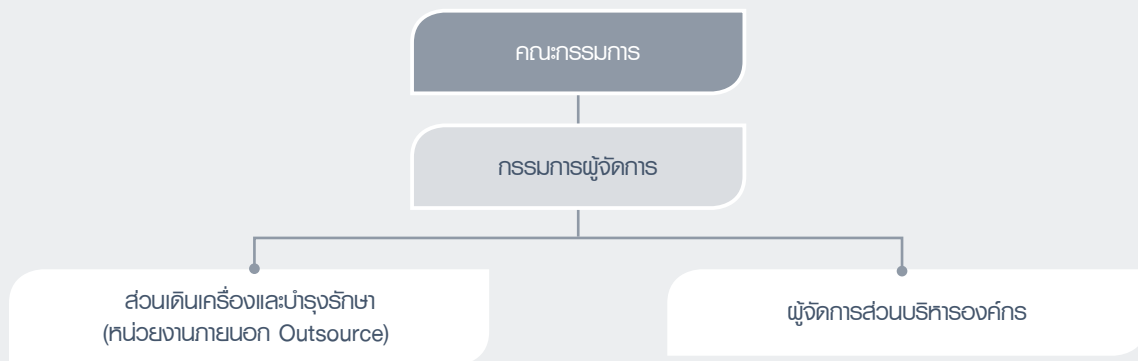 คณะกรรมการ
กรรมการผู้จัดการ
ส่วนเดินเครื่องและบำรุงรักษา
(หน่วยงานภายนอก Outsource)
ผู้จัดการส่วนบริหารองค์กร